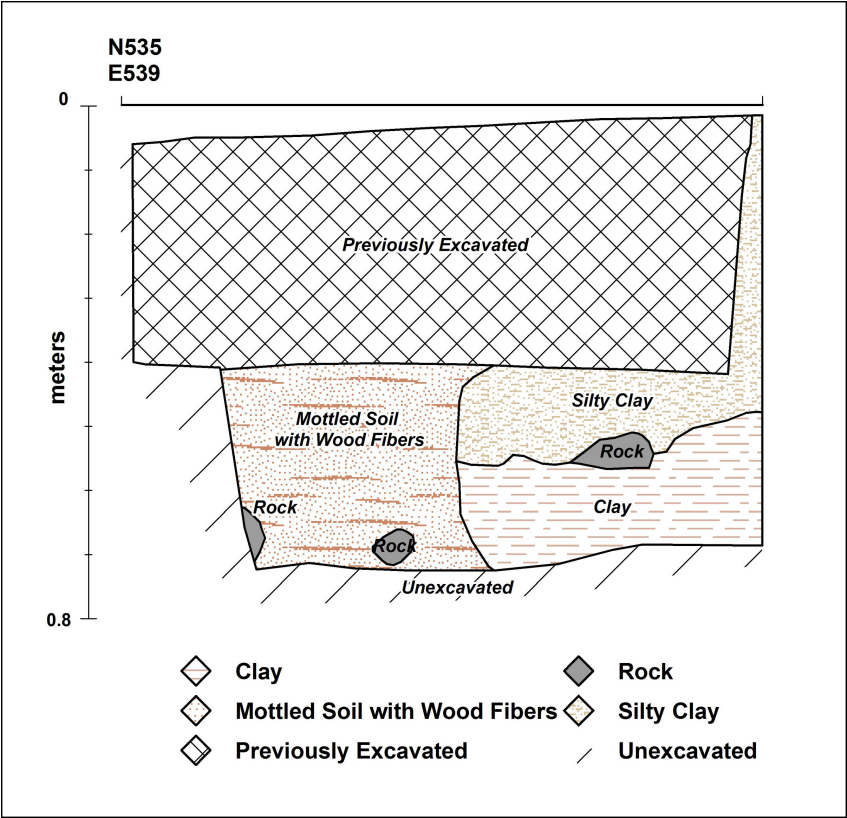 N535
E539
0
Previously Excavated
meters
Silty Clay
Mottled Soil
with Wood Fibers
Rock
Rock
Clay
Rock
Unexcavated
0.8
Clay
Rock
Mottled Soil with Wood Fibers
Silty Clay
Previously Excavated
Unexcavated